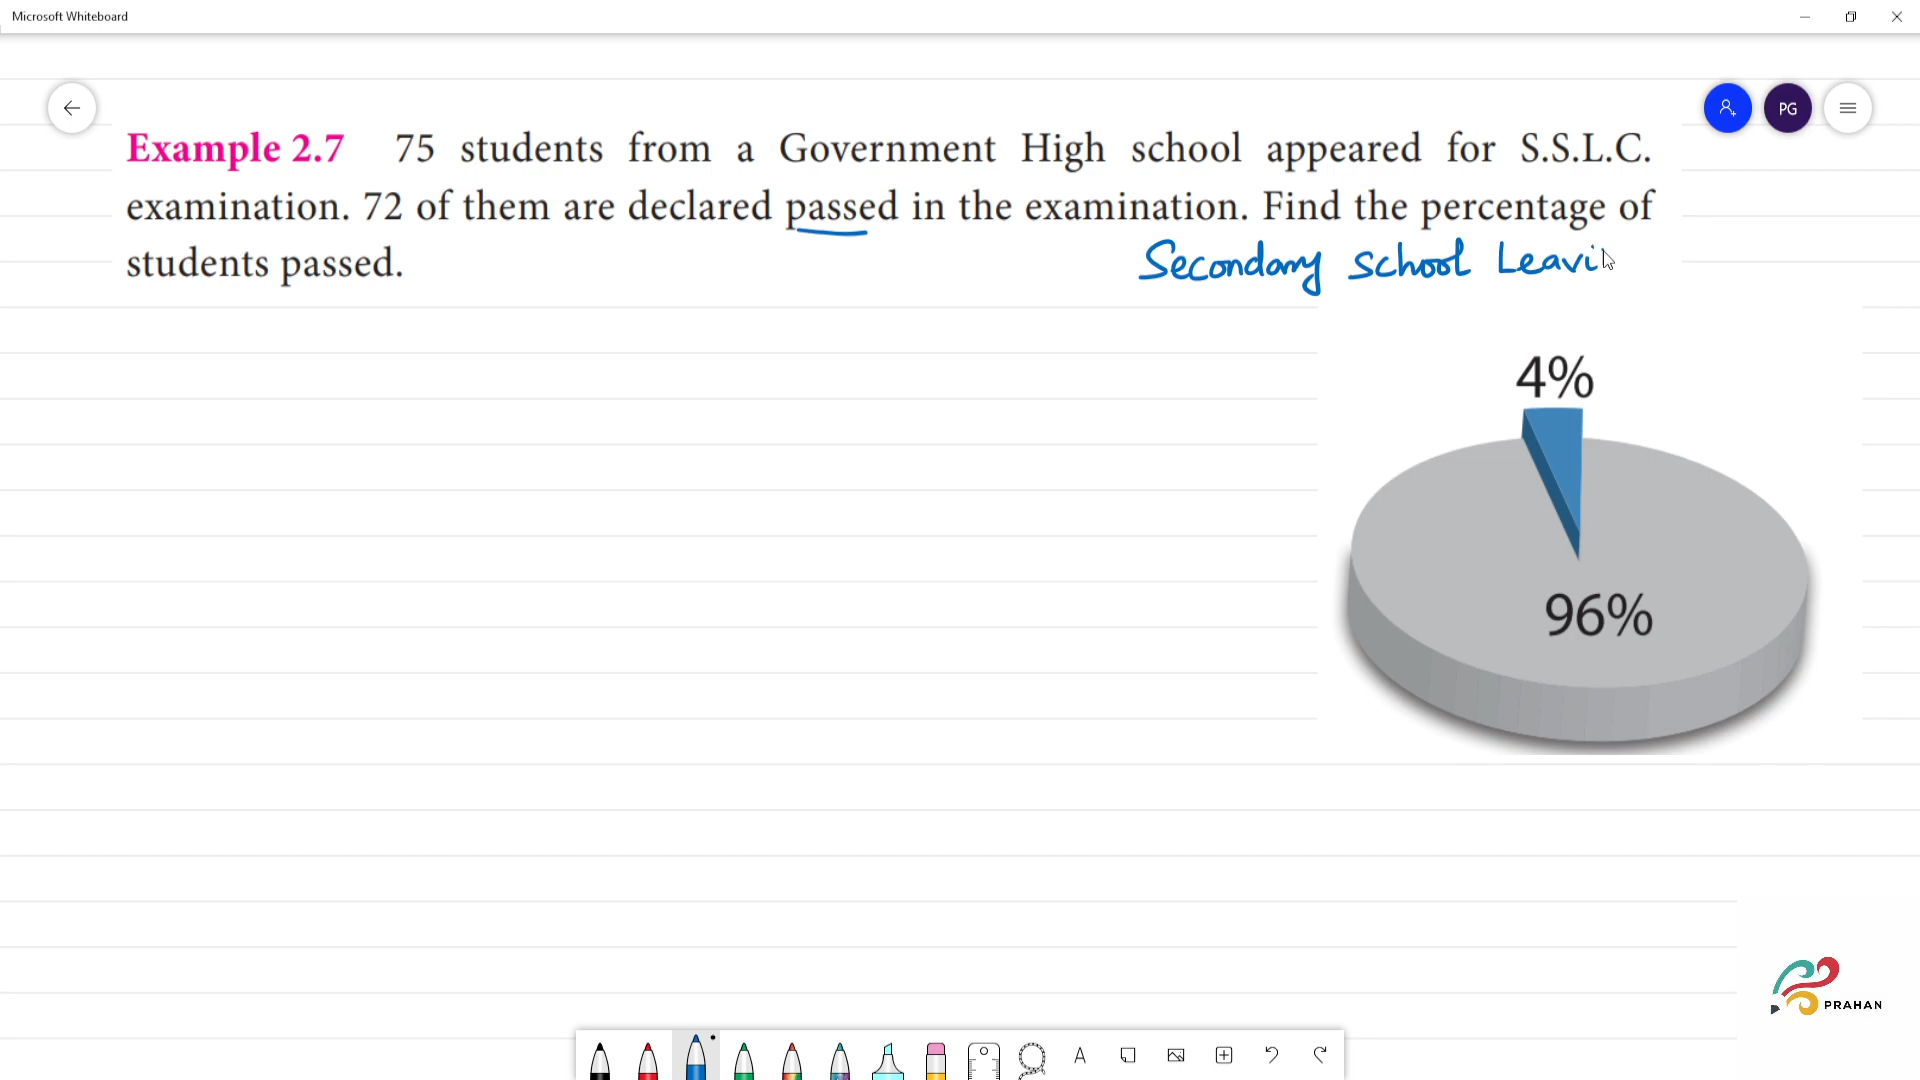 Microsoft Whiteboard
PG
Example 2.7 75 students from a Government High school appeared for S.S.L.C.
examination. 72 of them are declared passed in the examination. Find the percentage of
students passed.
Secondary school Leavi
4%
96%
PRAHAN
A